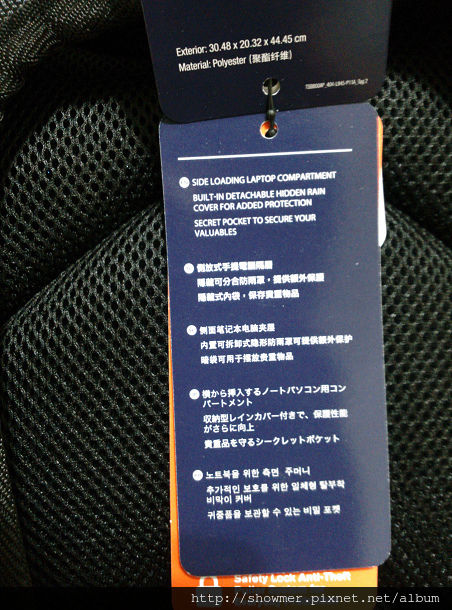 Exterior: 30.48 x 20.32 x 44.45 cm
Material: Polyester (聚酯纤维)
SIDE LOADING LAPTOP COMPARTMENT
BUILT-IN DETACHABLE HIDDEN RAIN
COVER FOR ADDED PROTECTION
SECRET POCKET TO SECURE YOUR
VALUABLES
側放式手提電腦隔層
隱藏可分合防雨罩，提供額外保護
隱藏式內袋，保存貴重物品
侧面笔记本电脑夹层
内置可拆卸式隐形防雨罩可提供额外保护
暗袋可用于摆放贵重物品
横から挿入するノートパソコン用コン
パートメント
収納型レインカバー付きで、保護性能
がさらに向上
貴重品を守るシークレットポケット
노트북을 위한 측면 주머니
추가적인 보호를 위한 일체형 탈부착
비막이 커버
귀중품을 보관할 수 있는 비밀 포켓
Safety Lock Anti-Theft
http://showmer.pixnet.net/album